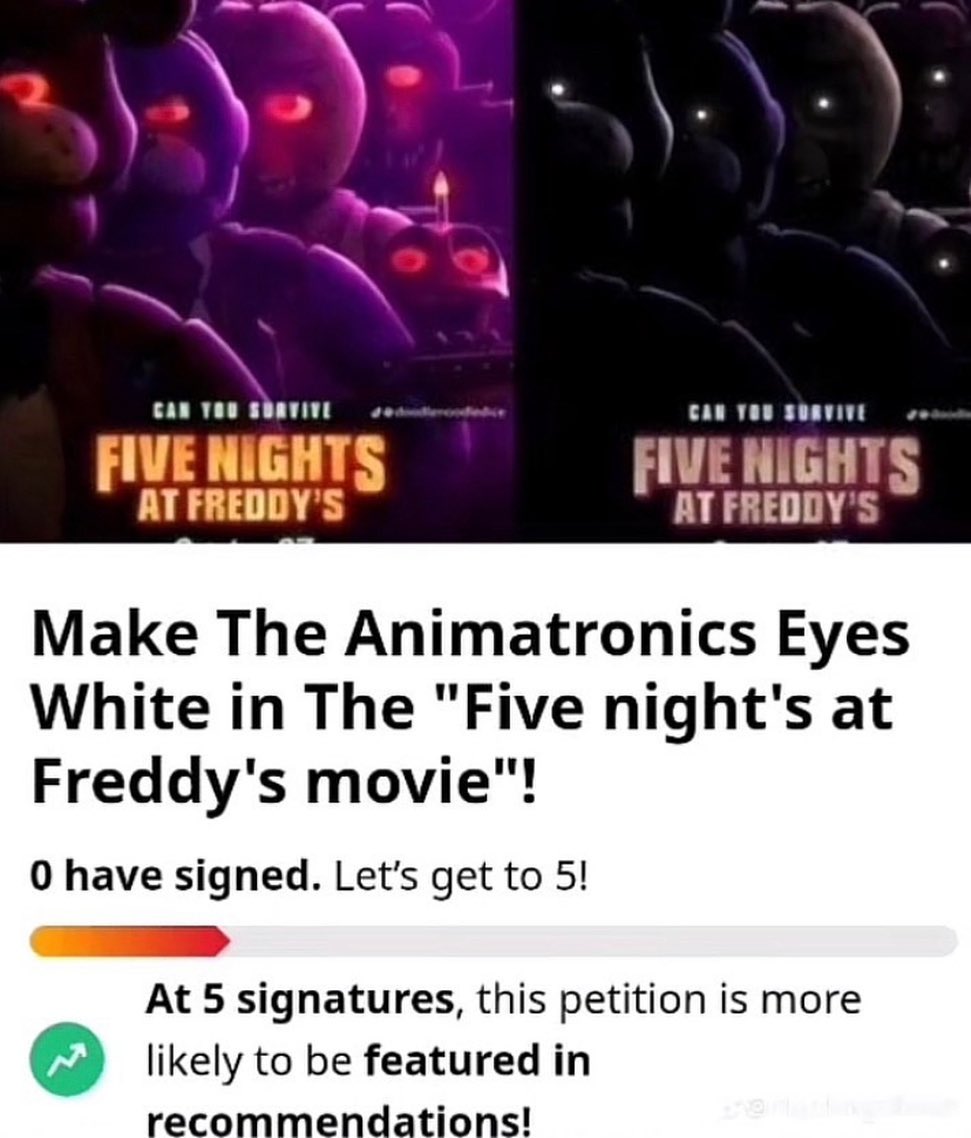 CAN YOU SURVIVE
FIVE NIGHTS
AT FREDDY'S
CAN YOU SURVIVE
FIVE NIGHTS
AT FREDDY'S
Make The Animatronics Eyes
White in The "Five night's at
Freddy's movie"!
0 have signed. Let's get to 5!
At 5 signatures, this petition is more
likely to be featured in
recommendations!